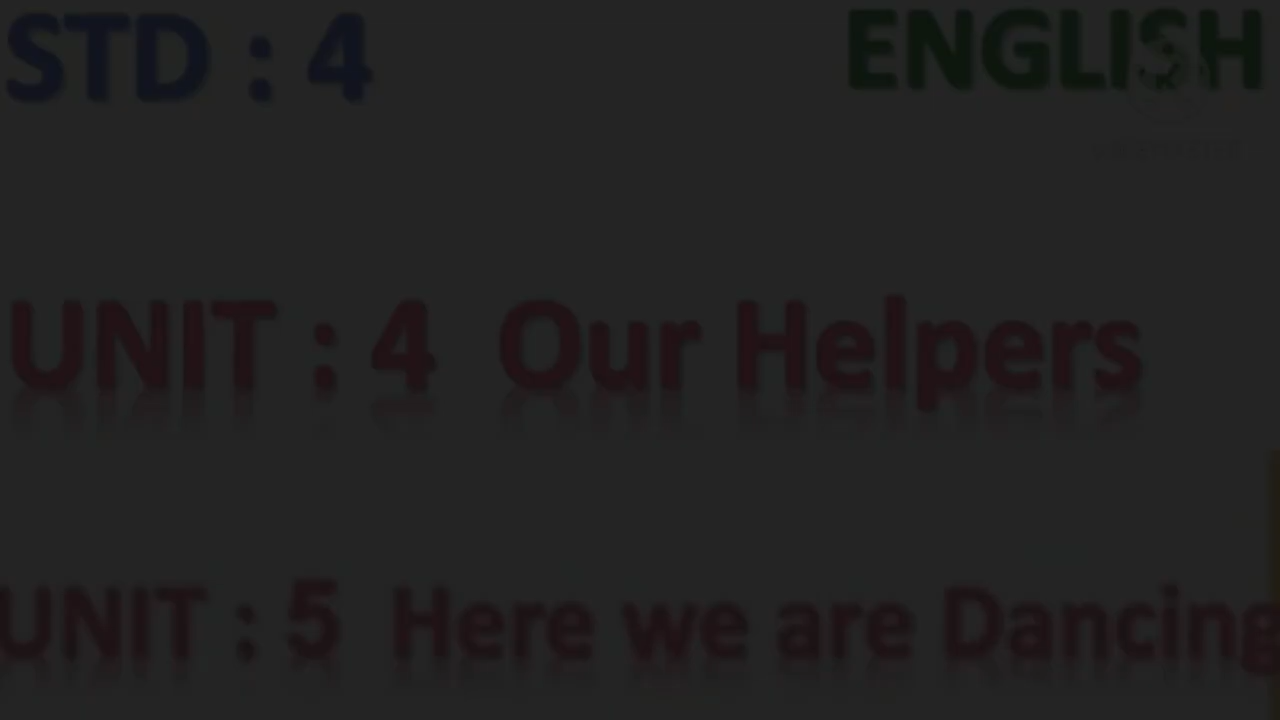 STD : 4 ENGLISH
UNIT : 4 Our Helpers
UNIT : 5 Here we are Dancing